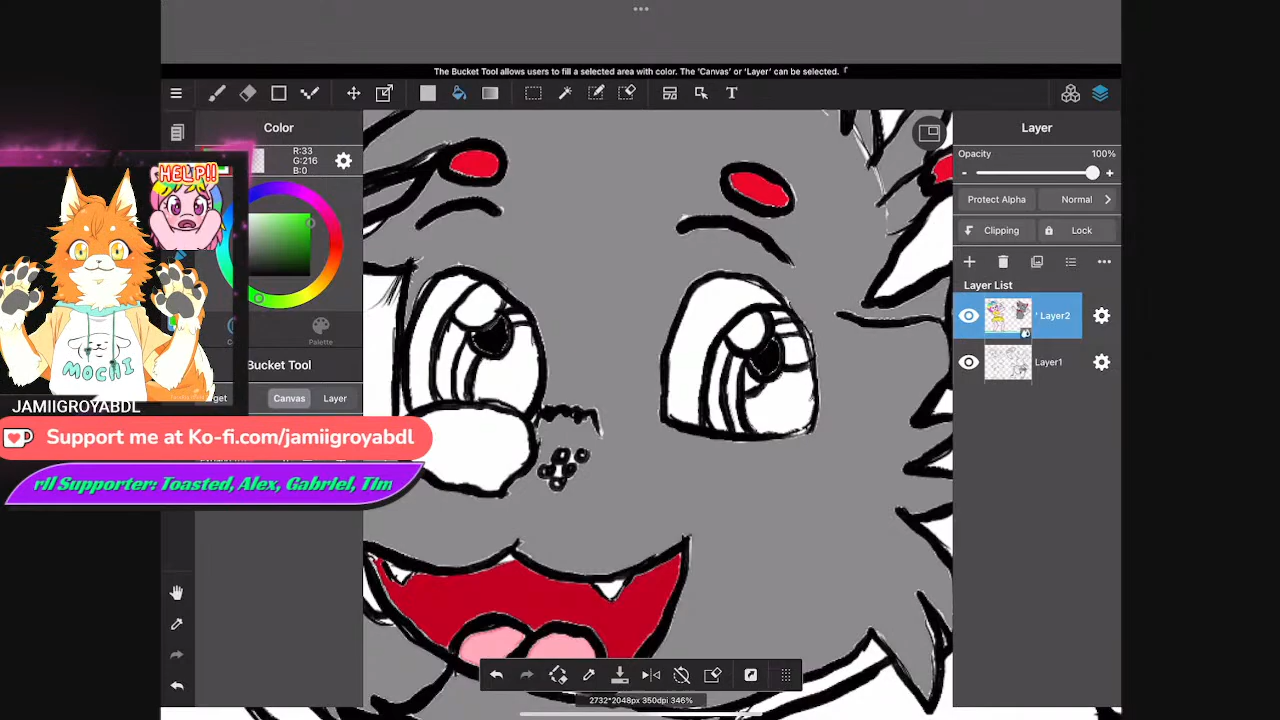 The Bucket Tool allows users to fill a selected area with color. The 'Canvas' or 'Layer' can be selected.
T
Color
R:33
G:216
B:0
Palette
Bucket Tool
Canvas
Layer
HELP!!
MOCHI
JAMIIGROYABDL
Support me at Ko-fi.com/jamiigroyabdl
ril Supporter: Toasted, Alex, Gabriel, Tim
Layer
Opacity
100%
-
+
Protect Alpha
Normal
Clipping
Lock
Layer List
Layer2
Layer1
2732*2048px 350dpi 346%